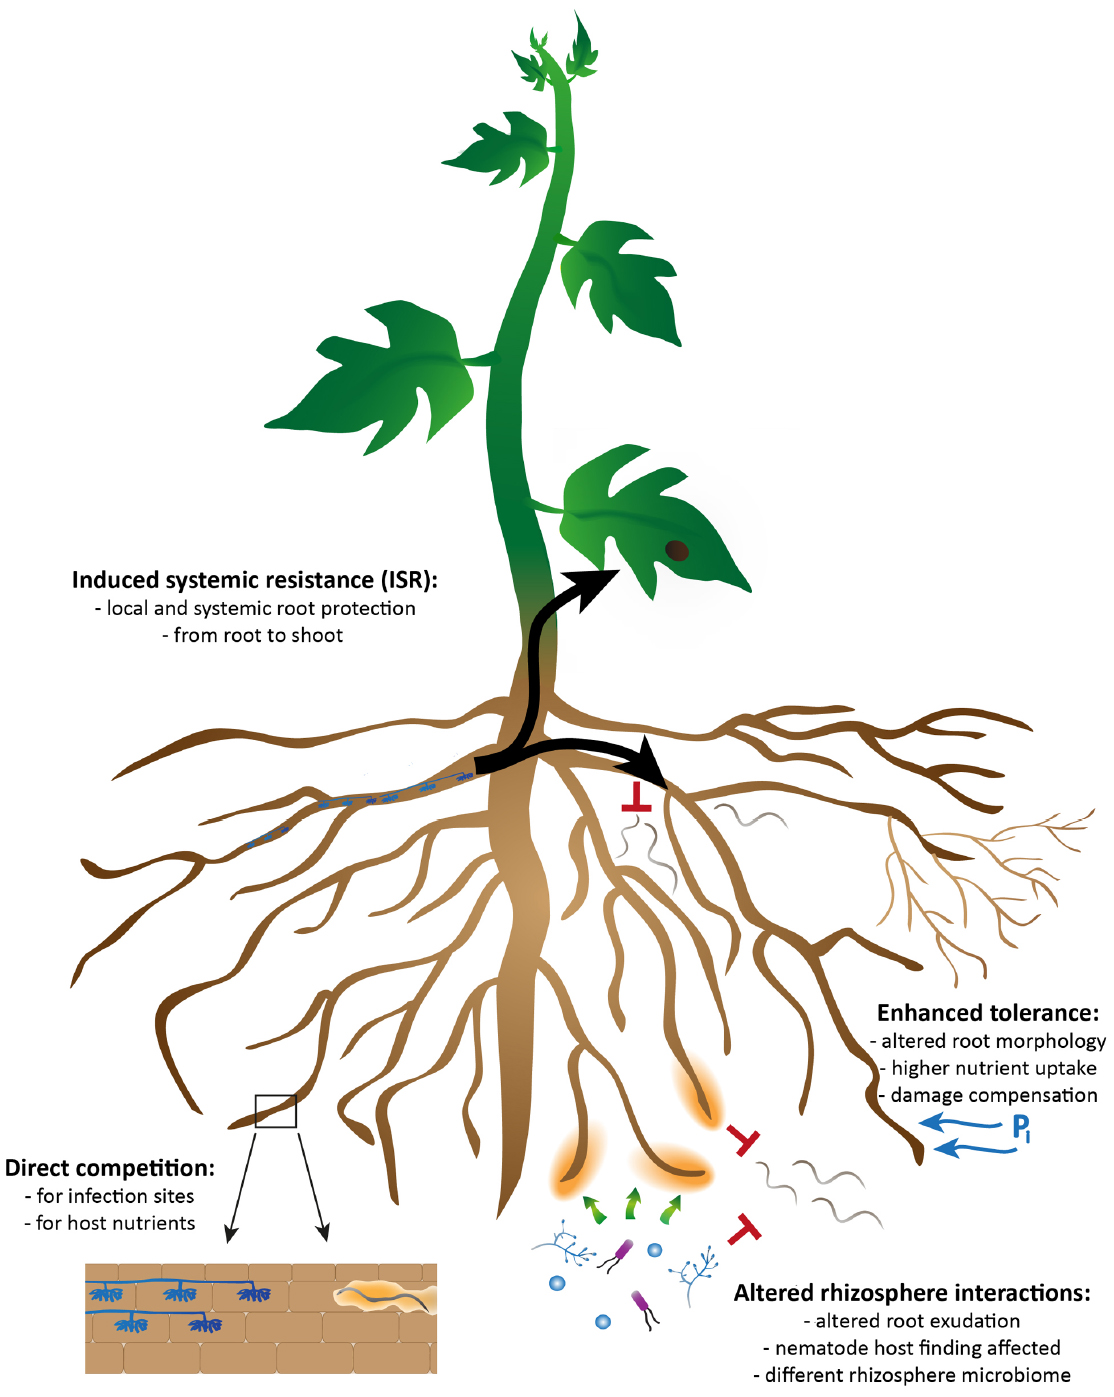 Induced systemic resistance (ISR):
- local and systemic root protection
- from root to shoot
Enhanced tolerance:
- altered root morphology
- higher nutrient uptake
- damage compensation
Pi
Direct competition:
- for infection sites
- for host nutrients
Altered rhizosphere interactions:
- altered root exudation
- nematode host finding affected
- different rhizosphere microbiome